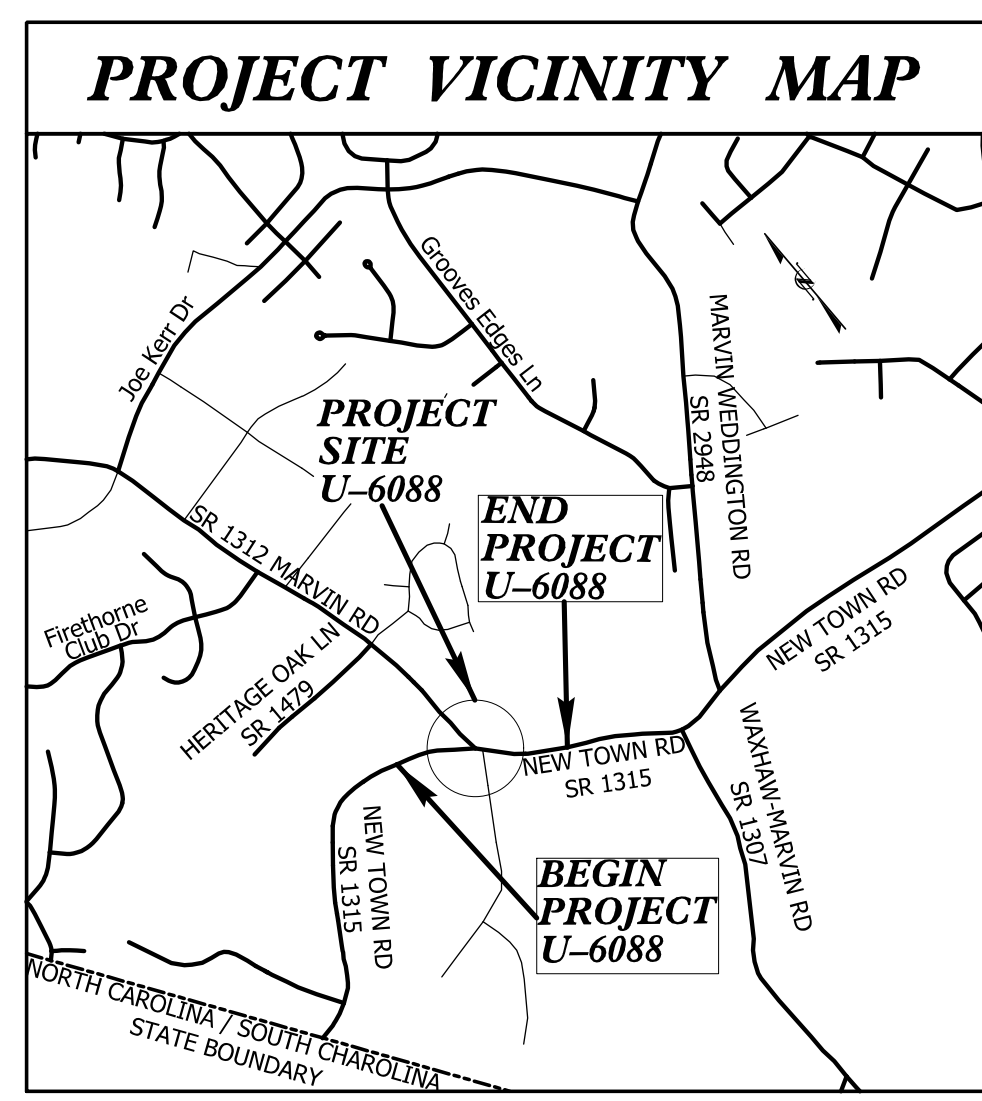 PROJECT VICINITY MAP
Grooves Edges Ln
Joe Kerr Dr
MARVIN WEDDINGTON RD
SR 2948
PROJECT
SITE
U–6088
END
PROJECT
U–6088
SR 1312 MARVIN RD
Firethorne
Club Dr
HERITAGE OAK LN
SR 1479
NEW TOWN RD
SR 1315
NEW TOWN RD
SR 1315
WAXHAW-MARVIN RD
SR 1307
NEW TOWN RD
SR 1315
BEGIN
PROJECT
U–6088
NORTH CAROLINA / SOUTH CHAROLINA
STATE BOUNDARY